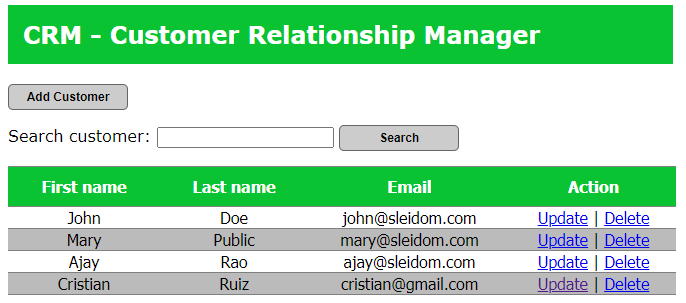 CRM - Customer Relationship Manager
Add Customer
Search customer: Search
First name Last name Email Action
John Doe john@sleidom.com Update | Delete
Mary Public mary@sleidom.com Update | Delete
Ajay Rao ajay@sleidom.com Update | Delete
Cristian Ruiz cristian@gmail.com Update | Delete